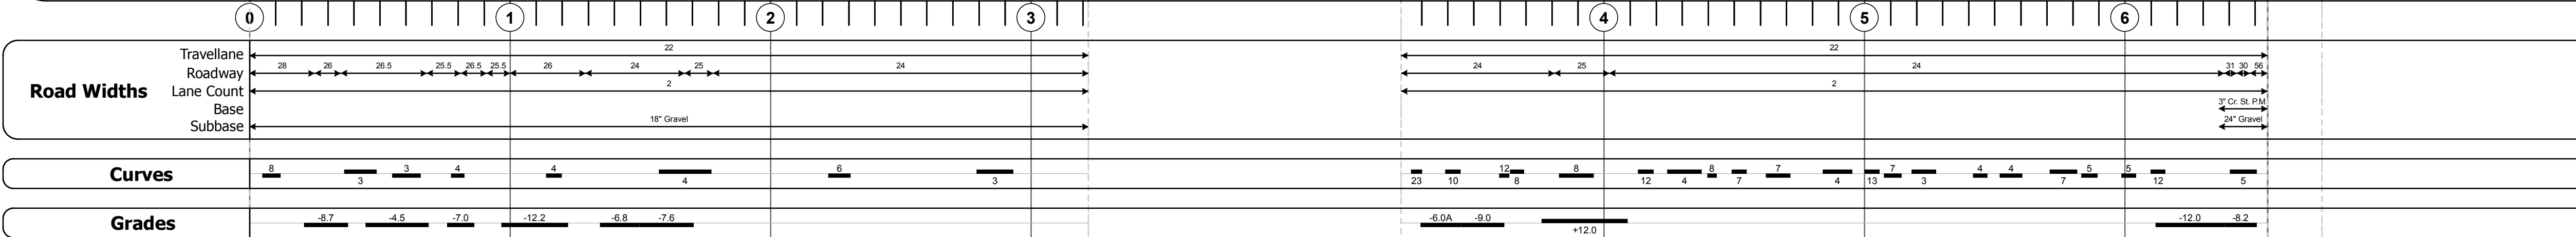 0 1 2 3 4 5 6
Road Widths
Travellane 22 22
Roadway 28 26 26.5 25.5 26.5 25.5 26 24 25 24 24 25 24 31 30 56
Lane Count 2 2
Base 3" Cr. St. P.M
Subbase 18" Gravel 24" Gravel
Curves
8 3 4 4 6 12 8 8 7 7 4 4 5 5
3 4 3 23 10 8 12 4 7 4 13 3 7 12 5
Grades
-8.7 -4.5 -7.0 -12.2 -6.8 -7.6 -6.0A -9.0 -12.0 -8.2
+12.0